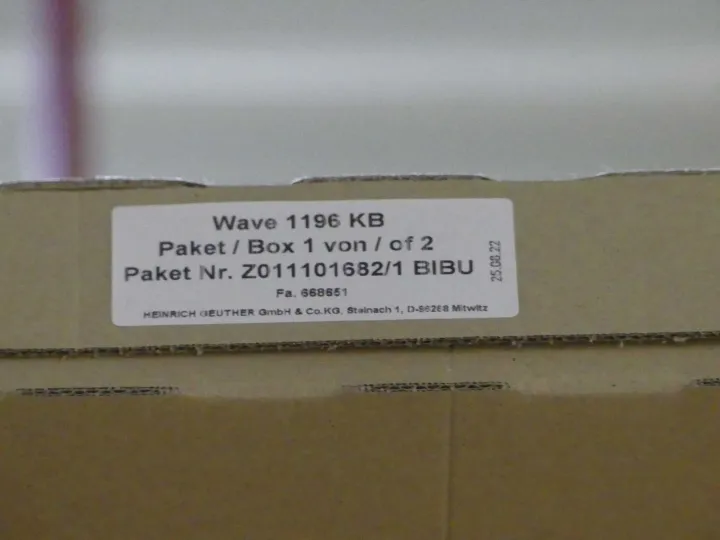 Wave 1196 KB
Paket / Box 1 von / of 2
Paket Nr. Z011101682/1 BIBU
Fa. 668651
HEINRICH GEUTHER GmbH & Co.KG, Steinach 1, D-96268 Mitwitz
25.08.22